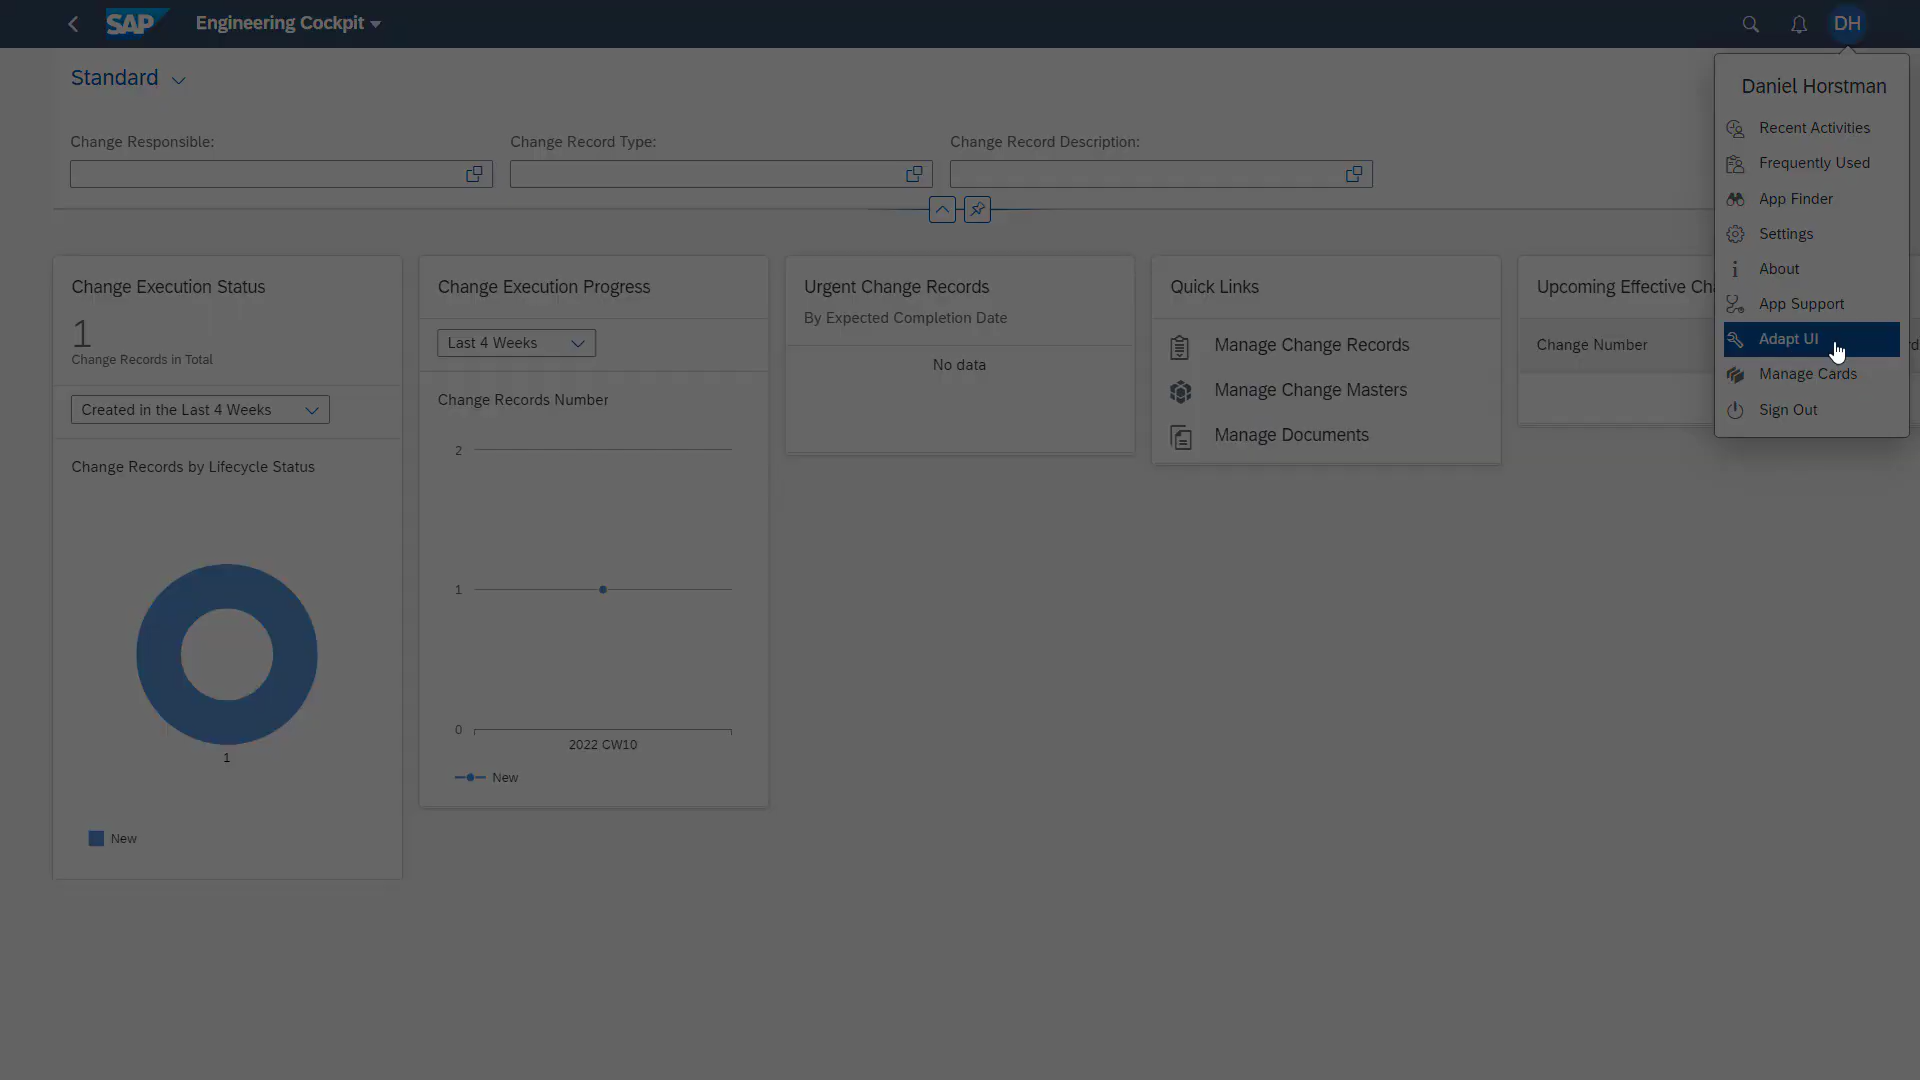 SAP
Engineering Cockpit
DH
Standard
Change Responsible:
Change Record Type:
Change Record Description:
Daniel Horstman
Recent Activities
Frequently Used
App Finder
Settings
About
App Support
Adapt UI
Manage Cards
Sign Out
Change Execution Status
1
Change Records in Total
Created in the Last 4 Weeks
Change Records by Lifecycle Status
1
New
Change Execution Progress
Last 4 Weeks
Change Records Number
2
1
0
2022 CW10
New
Urgent Change Records
By Expected Completion Date
No data
Quick Links
Manage Change Records
Manage Change Masters
Manage Documents
Upcoming Effective Cha
Change Number